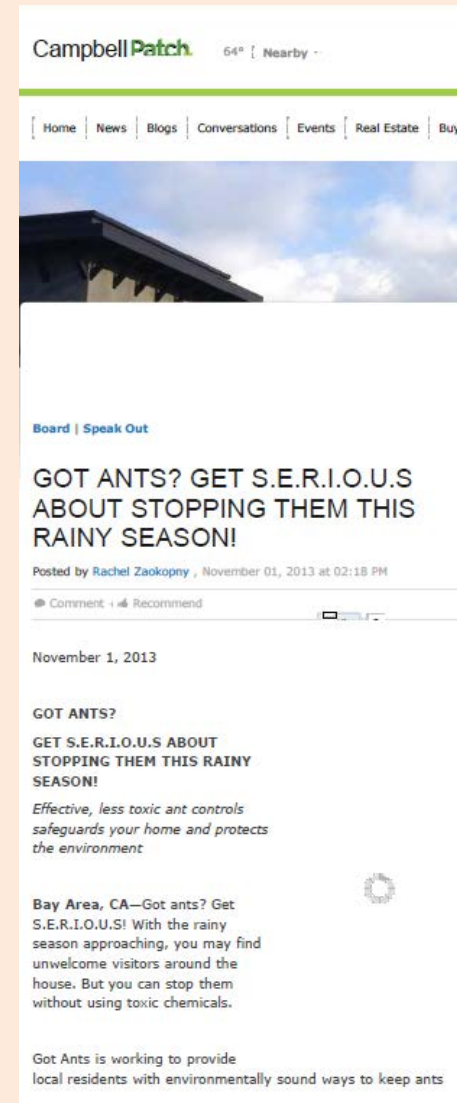 Campbell Patch 64° Nearby
Home News Blogs Conversations Events Real Estate Buy
Board | Speak Out
GOT ANTS? GET S.E.R.I.O.U.S
ABOUT STOPPING THEM THIS
RAINY SEASON!
Posted by Rachel Zaokopny , November 01, 2013 at 02:18 PM
Comment Recommend
November 1, 2013
GOT ANTS?
GET S.E.R.I.O.U.S ABOUT
STOPPING THEM THIS RAINY
SEASON!
Effective, less toxic ant controls
safeguards your home and protects
the environment
Bay Area, CA—Got ants? Get
S.E.R.I.O.U.S! With the rainy
season approaching, you may find
unwelcome visitors around the
house. But you can stop them
without using toxic chemicals.
Got Ants is working to provide
local residents with environmentally sound ways to keep ants